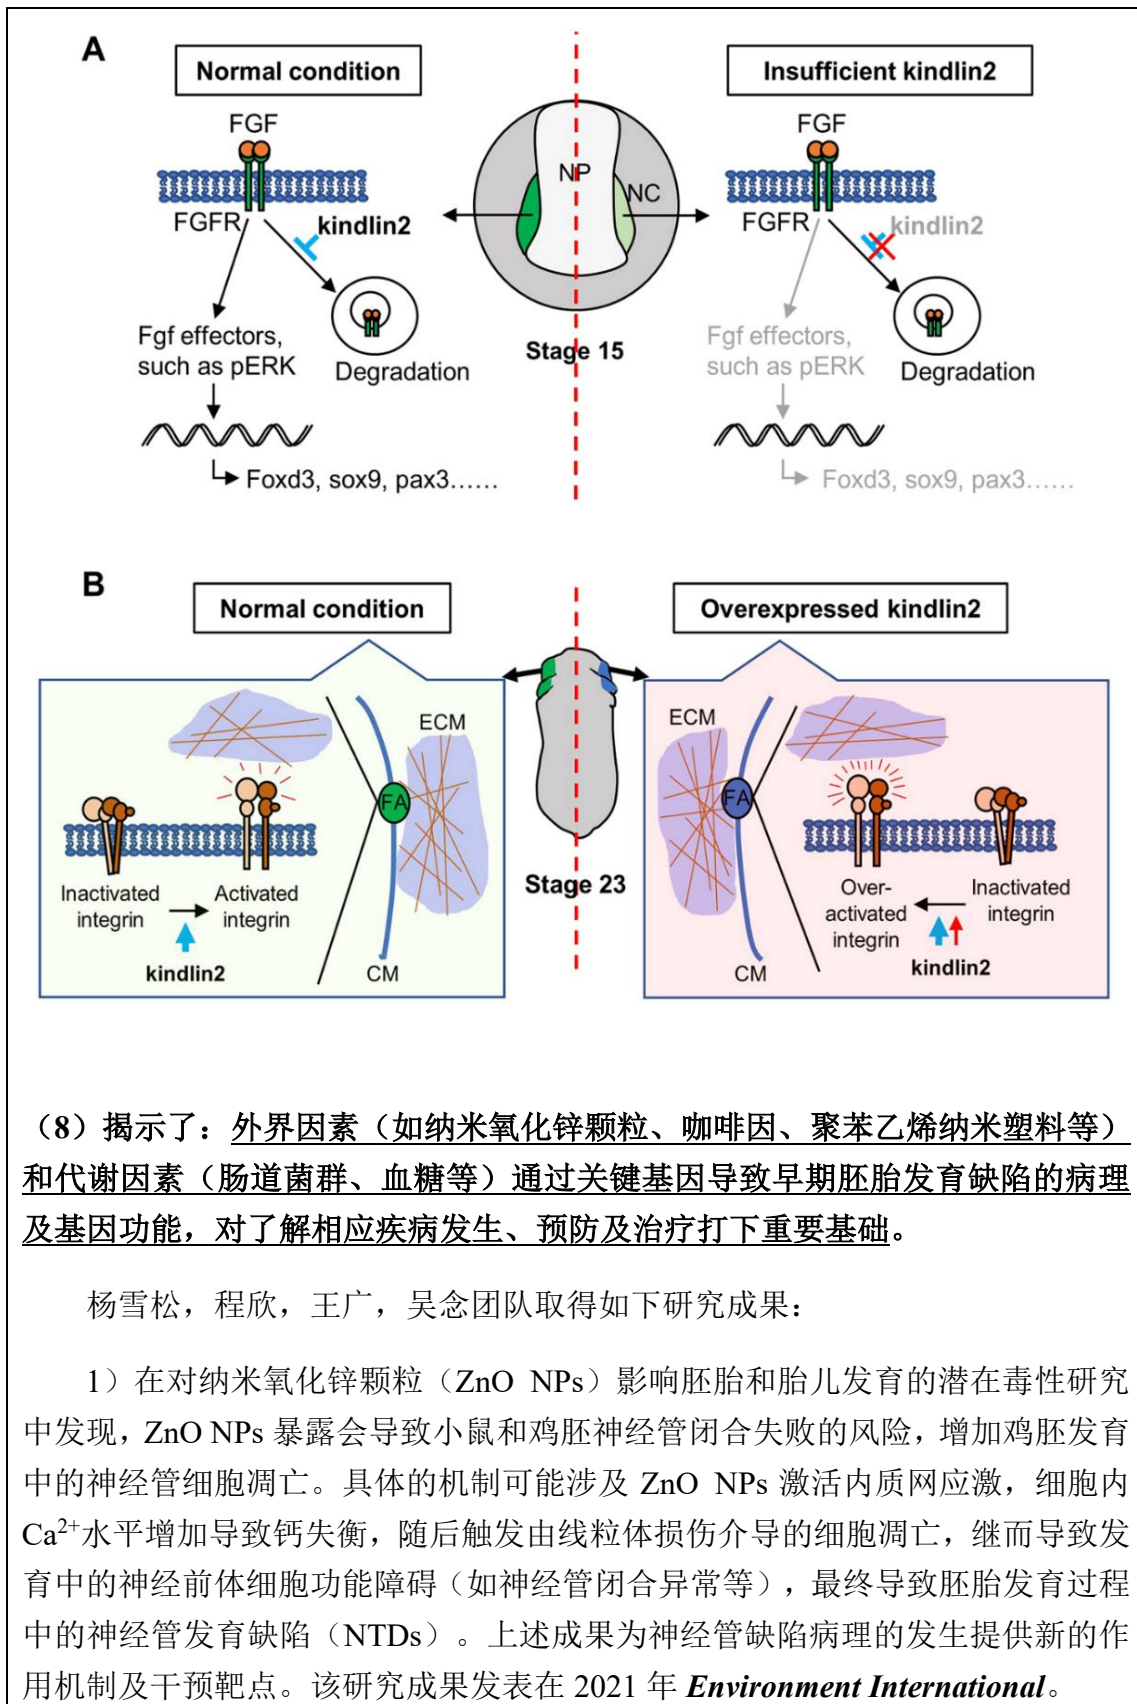 A
Normal condition
Insufficient kindlin2
FGF
FGF
NP
NC
FGFR
kindlin2
FGFR
kindlin2
Fgf effectors,
such as pERK
Degradation
Stage 15
Fgf effectors,
such as pERK
Degradation
Foxd3, sox9, pax3......
Foxd3, sox9, pax3......
B
Normal condition
Overexpressed kindlin2
ECM
ECM
FA
FA
Inactivated
integrin
Activated
integrin
kindlin2
CM
Stage 23
Over-
activated
integrin
Inactivated
integrin
kindlin2
CM
（8）揭示了：外界因素（如纳米氧化锌颗粒、咖啡因、聚苯乙烯纳米塑料等）
和代谢因素（肠道菌群、血糖等）通过关键基因导致早期胚胎发育缺陷的病理
及基因功能，对了解相应疾病发生、预防及治疗打下重要基础。
杨雪松，程欣，王广，吴念团队取得如下研究成果：
1）在对纳米氧化锌颗粒（ZnO NPs）影响胚胎和胎儿发育的潜在毒性研究
中发现，ZnO NPs 暴露会导致小鼠和鸡胚神经管闭合失败的风险，增加鸡胚发育
中的神经管细胞凋亡。具体的机制可能涉及 ZnO NPs 激活内质网应激，细胞内
Ca²⁺水平增加导致钙失衡，随后触发由线粒体损伤介导的细胞凋亡，继而导致发
育中的神经前体细胞功能障碍（如神经管闭合异常等），最终导致胚胎发育过程
中的神经管发育缺陷（NTDs）。上述成果为神经管缺陷病理的发生提供新的作
用机制及干预靶点。该研究成果发表在 2021 年 Environment International。